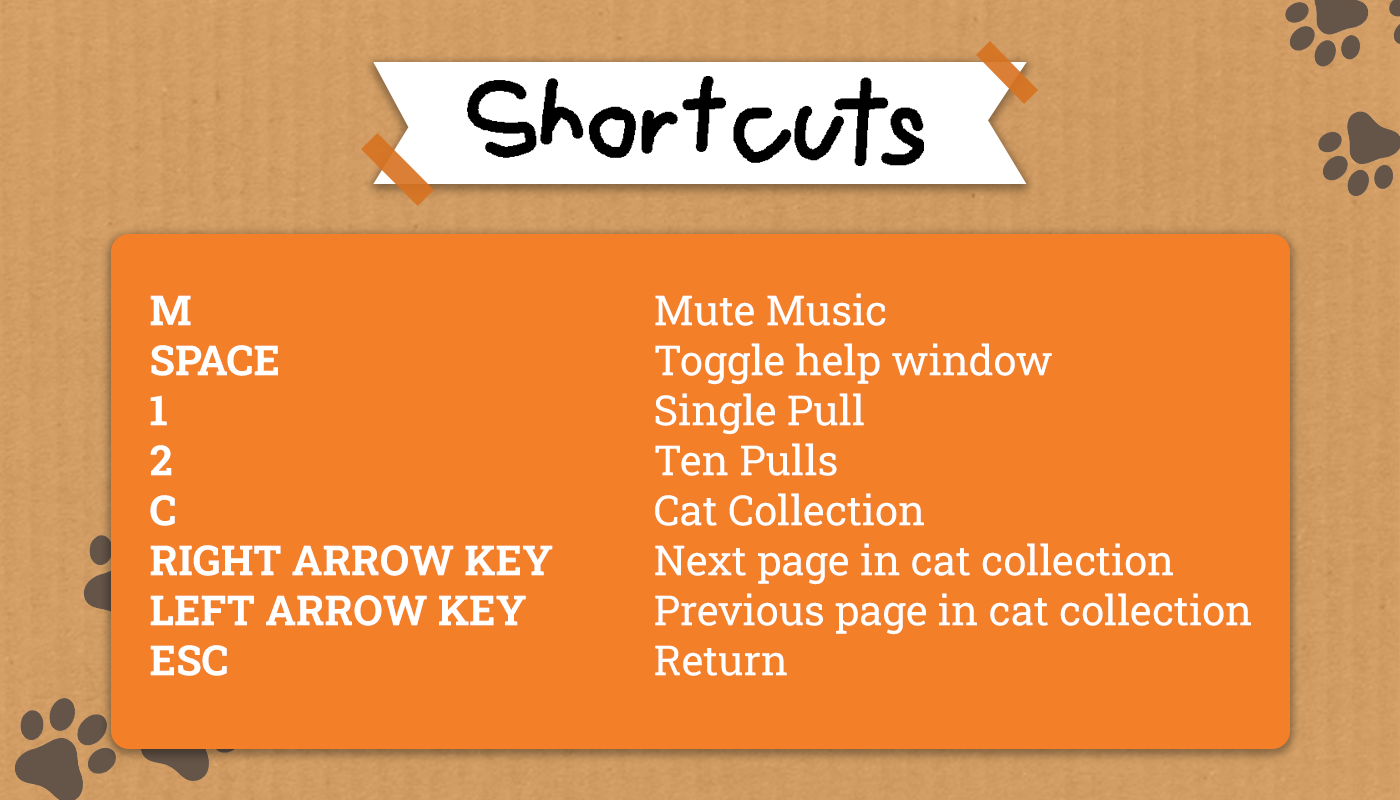 Shortcuts
M Mute Music
SPACE Toggle help window
1 Single Pull
2 Ten Pulls
C Cat Collection
RIGHT ARROW KEY Next page in cat collection
LEFT ARROW KEY Previous page in cat collection
ESC Return